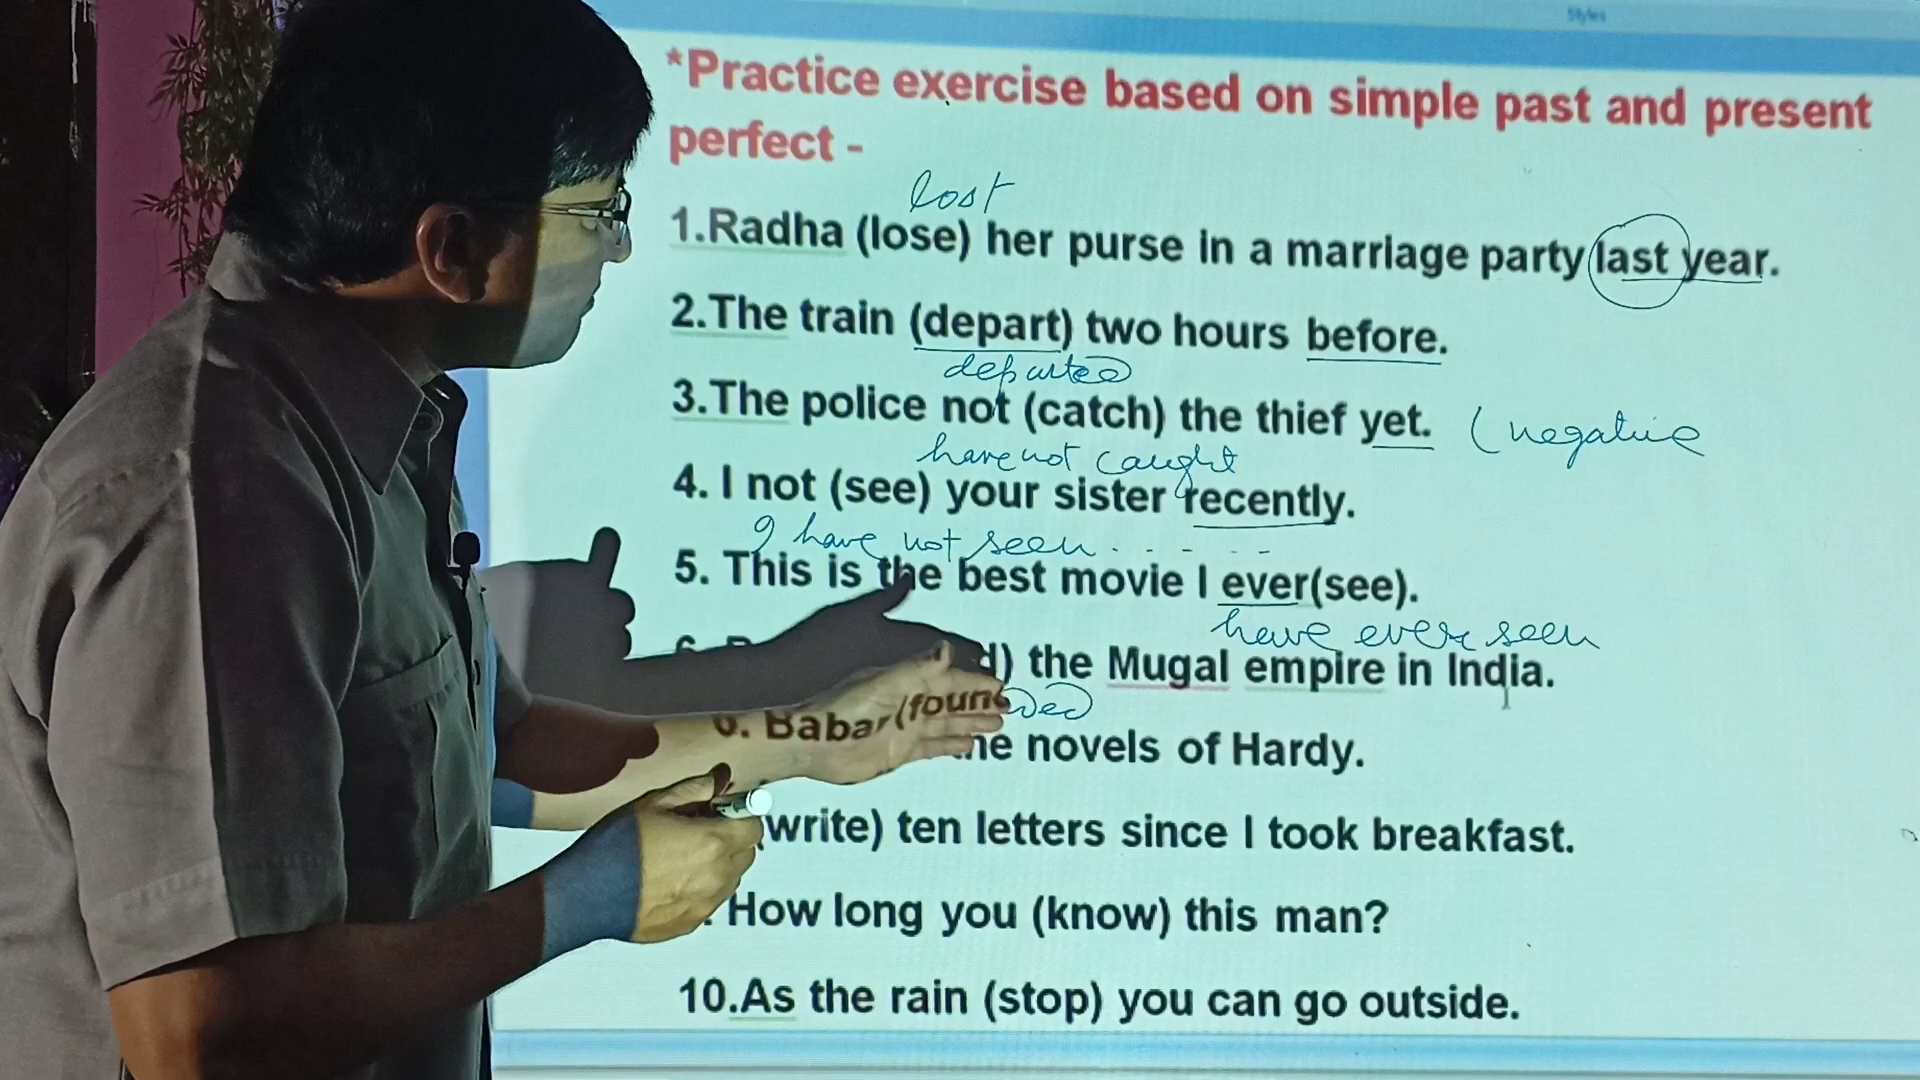 Styles
*Practice exercise based on simple past and present
perfect -
lost
1.Radha (lose) her purse in a marriage party last year.
2.The train (depart) two hours before.
departed
3.The police not (catch) the thief yet. (negative
have not caught
4. I not (see) your sister recently.
I have not seen......
5. This is the best movie I ever(see).
have ever seen
6. Babar (found) the Mugal empire in India.
ded
novels of Hardy.
(write) ten letters since I took breakfast.
How long you (know) this man?
10.As the rain (stop) you can go outside.